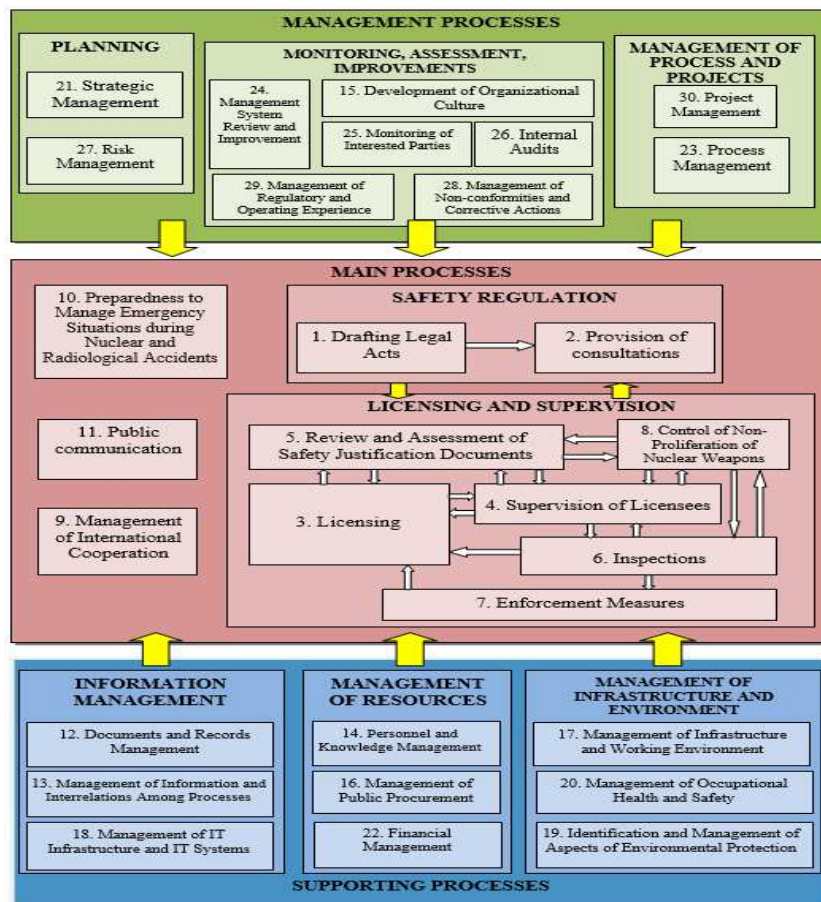 MANAGEMENT PROCESSES
PLANNING
21. Strategic
Management
27. Risk
Management
MONITORING, ASSESSMENT,
IMPROVEMENTS
24.
Management
System
Review and
Improvement
15. Development of Organizational
Culture
25. Monitoring of
Interested Parties
26. Internal
Audits
29. Management of
Regulatory and
Operating Experience
28. Management of
Non-conformities and
Corrective Actions
MANAGEMENT OF
PROCESS AND
PROJECTS
30. Project
Management
23. Process
Management
MAIN PROCESSES
10. Preparedness to
Manage Emergency
Situations during
Nuclear and
Radiological Accidents
11. Public
communication
9. Management
of International
Cooperation
SAFETY REGULATION
1. Drafting Legal
Acts
2. Provision of
consultations
LICENSING AND SUPERVISION
5. Review and Assessment of
Safety Justification Documents
8. Control of Non-
Proliferation of
Nuclear Weapons
3. Licensing
4. Supervision of Licensees
6. Inspections
7. Enforcement Measures
INFORMATION
MANAGEMENT
12. Documents and Records
Management
13. Management of Information and
Interrelations Among Processes
18. Management of IT
Infrastructure and IT Systems
MANAGEMENT
OF RESOURCES
14. Personnel and
Knowledge Management
16. Management of
Public Procurement
22. Financial
Management
MANAGEMENT OF
INFRASTRUCTURE AND
ENVIRONMENT
17. Management of Infrastructure
and Working Environment
20. Management of Occupational
Health and Safety
19. Identification and Management of
Aspects of Environmental Protection
SUPPORTING PROCESSES